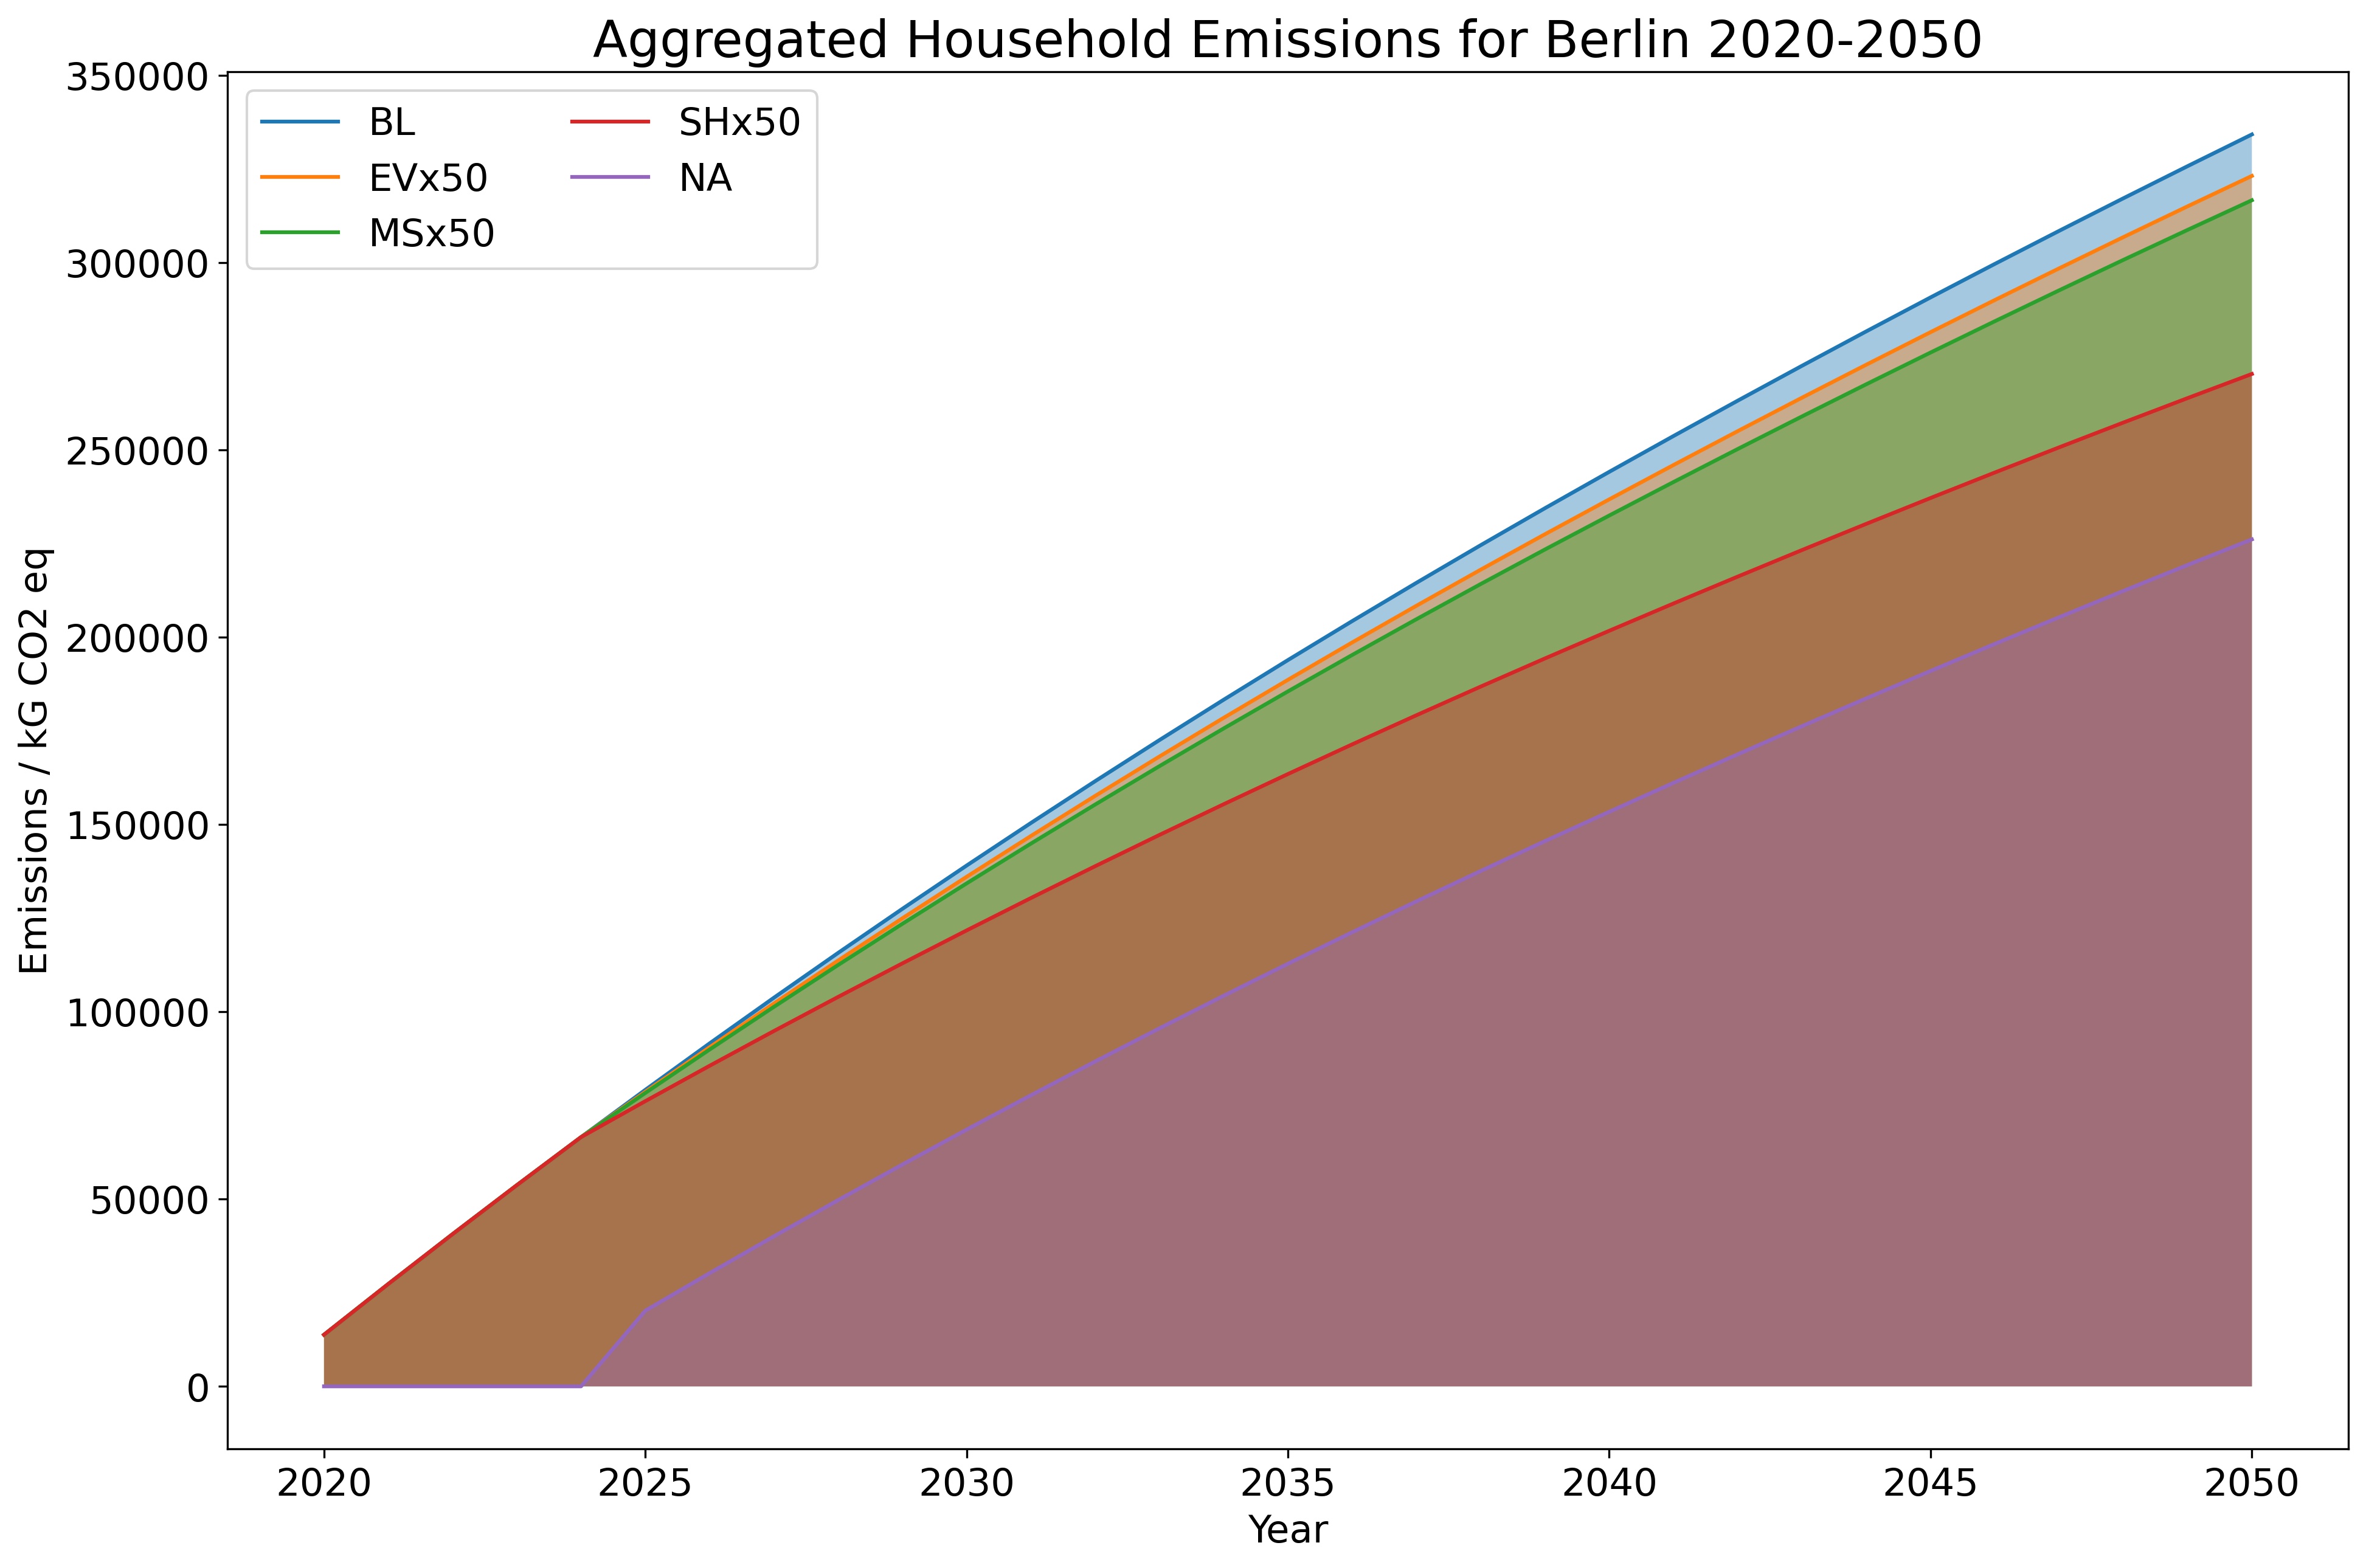 Aggregated Household Emissions for Berlin 2020-2050
350000
300000
250000
200000
150000
100000
50000
0
Emissions / kG CO2 eq
BL
EVx50
MSx50
SHx50
NA
2020
2025
2030
2035
2040
2045
2050
Year